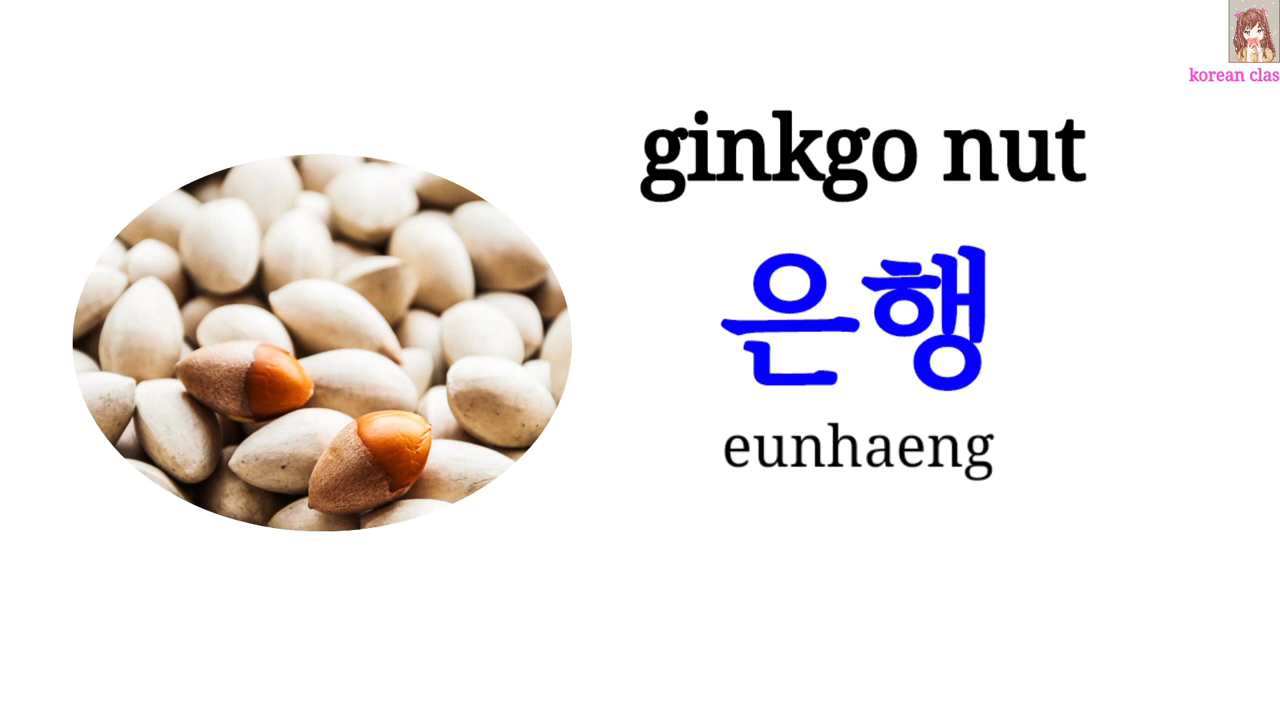 korean clas
ginkgo nut
은행
eunhaeng